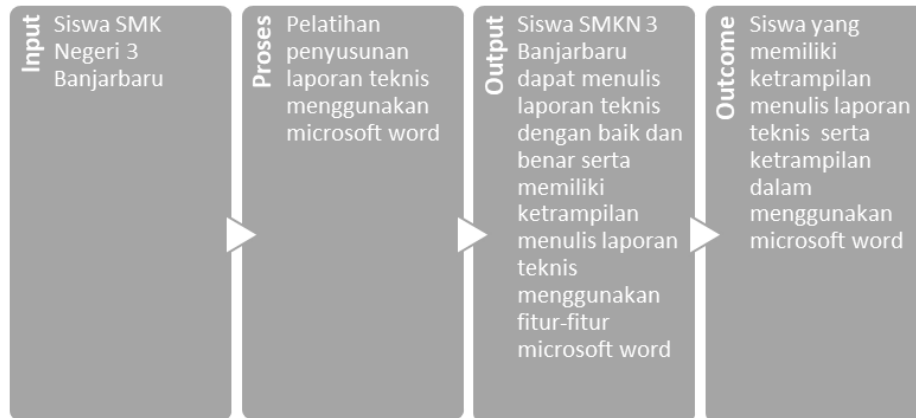 Input
Siswa SMK
Negeri 3
Banjarbaru
Proses
Pelatihan
penyusunan
laporan teknis
menggunakan
microsoft word
Output
Siswa SMKN 3
Banjarbaru
dapat menulis
laporan teknis
dengan baik dan
benar serta
memiliki
ketrampilan
menulis laporan
teknis
menggunakan
fitur-fitur
microsoft word
Outcome
Siswa yang
memiliki
ketrampilan
menulis laporan
teknis serta
ketrampilan
dalam
menggunakan
microsoft word